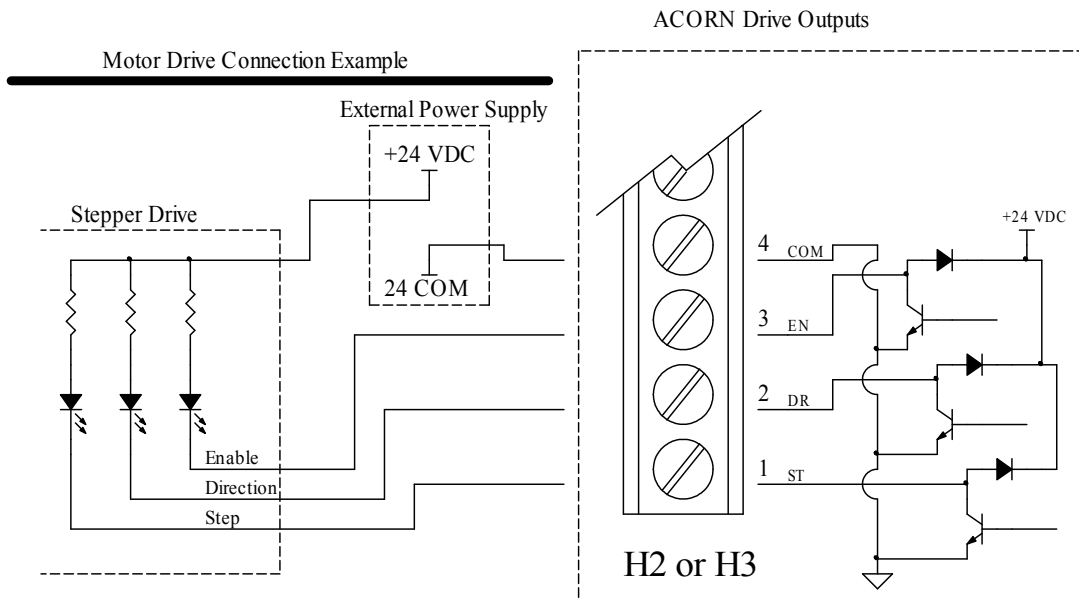 ACORN Drive Outputs
Motor Drive Connection Example
External Power Supply
+24 VDC
Stepper Drive
24 COM
Enable
Direction
Step
4 COM
3 EN
2 DR
1 ST
+24 VDC
H2 or H3